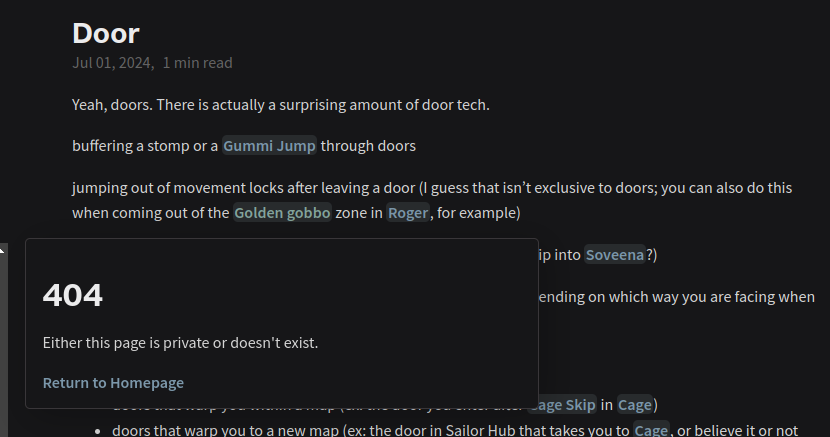 Door
Jul 01, 2024, 1 min read
Yeah, doors. There is actually a surprising amount of door tech.
buffering a stomp or a Gummi Jump through doors
jumping out of movement locks after leaving a door (I guess that isn’t exclusive to doors; you can also do this
when coming out of the Golden gobbo zone in Roger, for example)
ip into Soveena?)
ending on which way you are facing when
404
Either this page is private or doesn't exist.
Return to Homepage
doors that warp you within a map (ex: the door you enter after Cage Skip in Cage)
• doors that warp you to a new map (ex: the door in Sailor Hub that takes you to Cage, or believe it or not